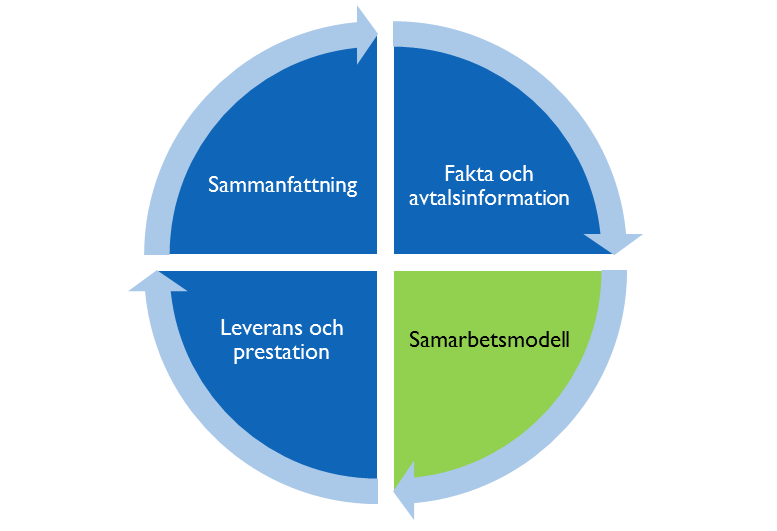 Sammanfattning
Fakta och
avtalsinformation
Leverans och
prestation
Samarbetsmodell